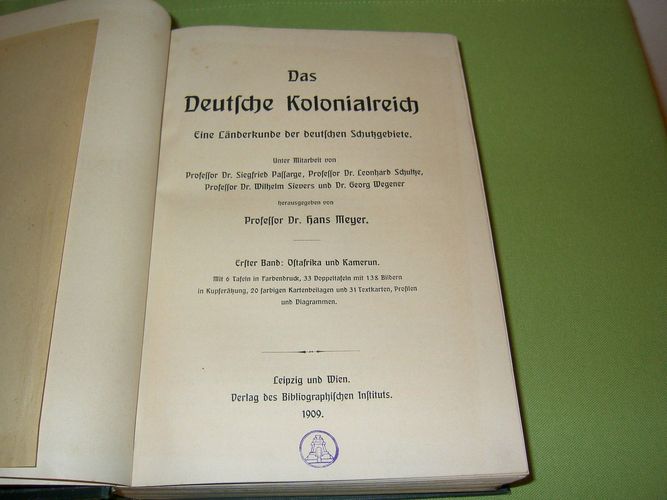 Das
Deutſche Kolonialreich
Eine Länderkunde der deutſchen Schutzgebiete.
Unter Mitarbeit von
Profeſſor Dr. Siegfried Paſſarge, Profeſſor Dr. Leonhard Schultze,
Profeſſor Dr. Wilhelm Sievers und Dr. Georg Wegener
herausgegeben von
Profeſſor Dr. Hans Meyer.
Erſter Band: Oſtafrika und Kamerun.
Mit 6 Tafeln in Farbendruck, 33 Doppeltafeln mit 138 Bildern
in Kupferätzung, 20 farbigen Kartenbeilagen und 31 Textkarten, Profilen
und Diagrammen.
Leipzig und Wien.
Verlag des Bibliographiſchen Inſtituts.
1909.